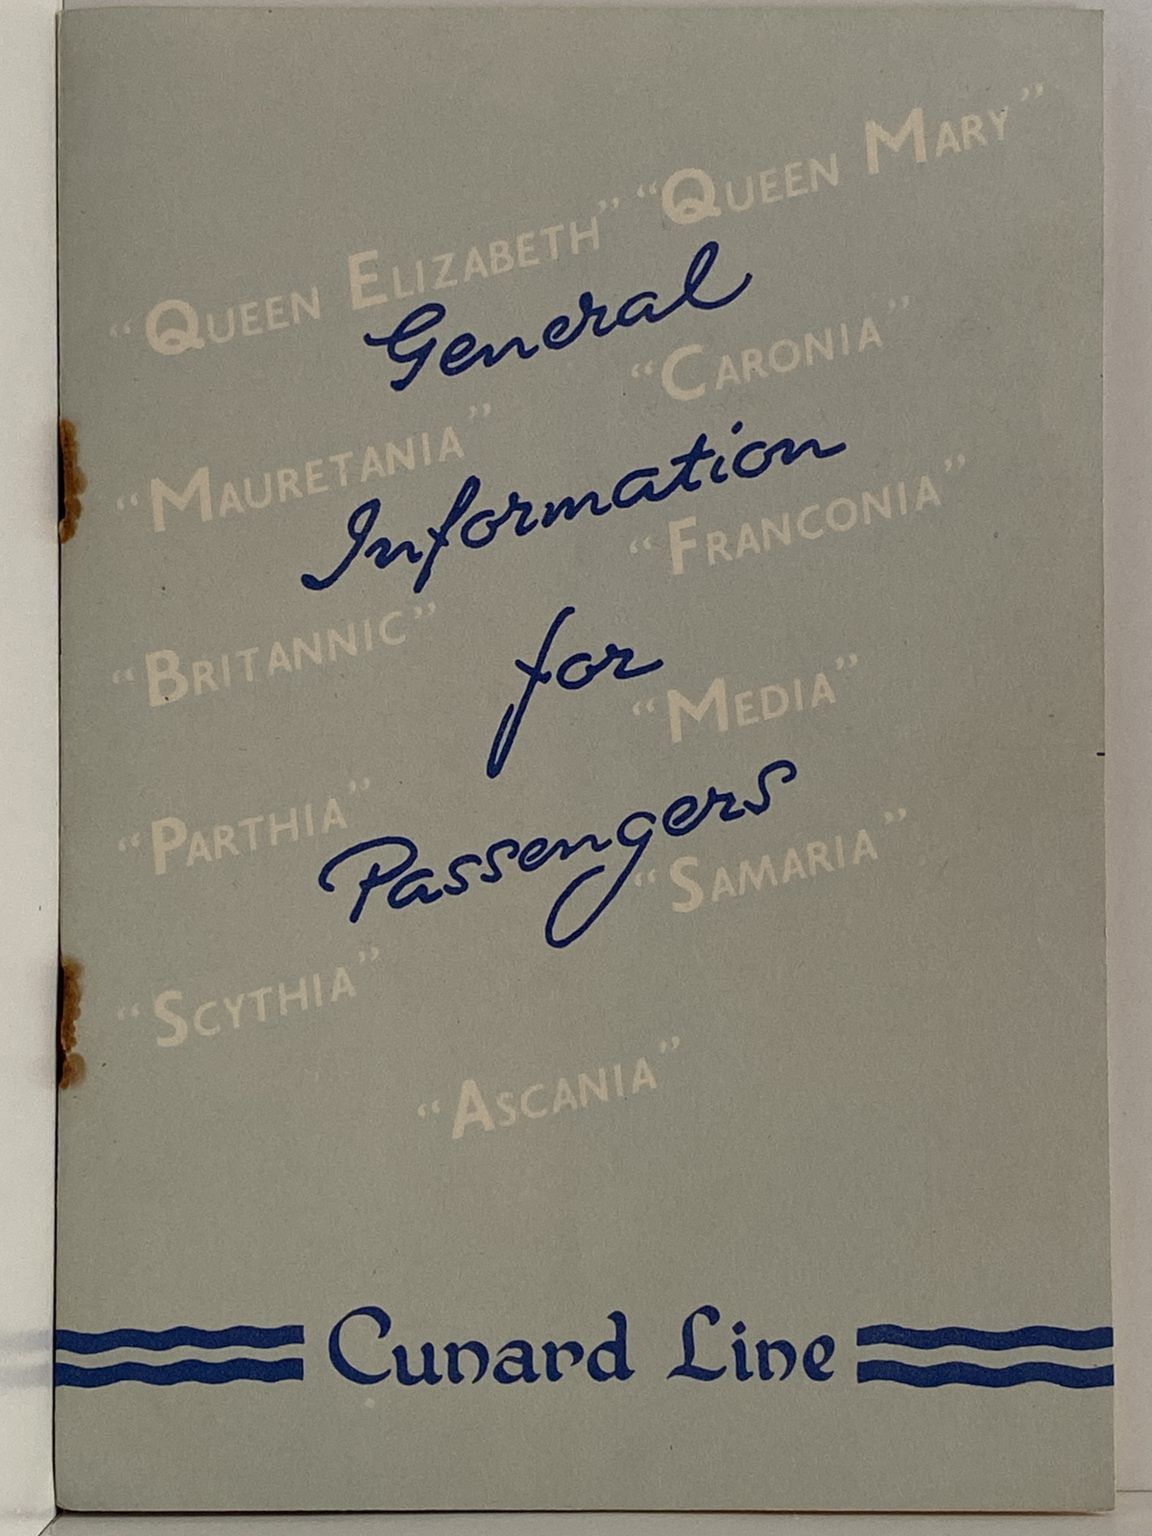 "QUEEN ELIZABETH" "QUEEN MARY"
General
"MAURETANIA" "CARONIA"
Information
"BRITANNIC" "FRANCONIA"
for
"PARTHIA" "MEDIA"
Passengers
"SCYTHIA" "SAMARIA"
"ASCANIA"
Cunard Line